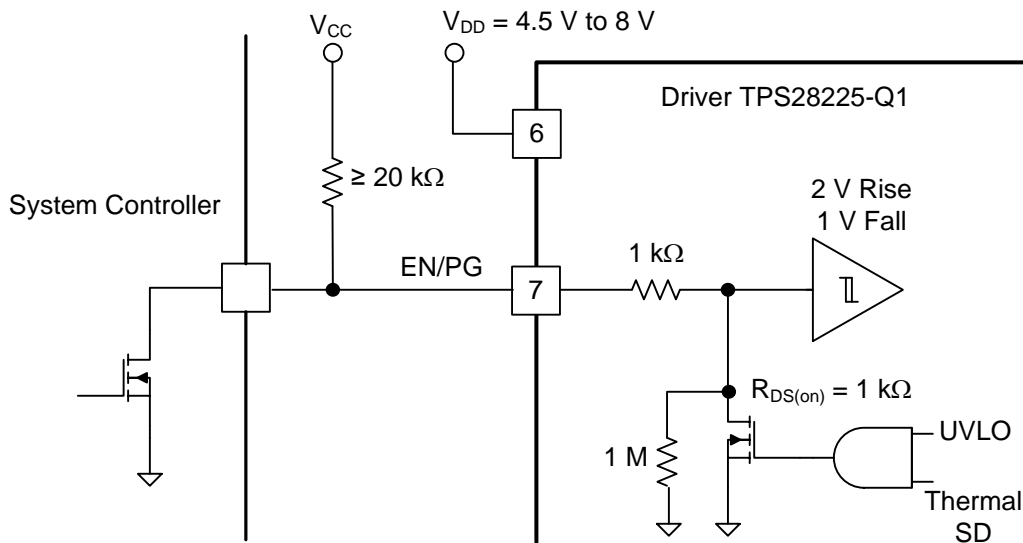 V_CC
V_DD = 4.5 V to 8 V
Driver TPS28225-Q1
6
≥ 20 kΩ
System Controller
2 V Rise
1 V Fall
EN/PG
7
1 kΩ
R_DS(on) = 1 kΩ
1 M
UVLO
Thermal
SD